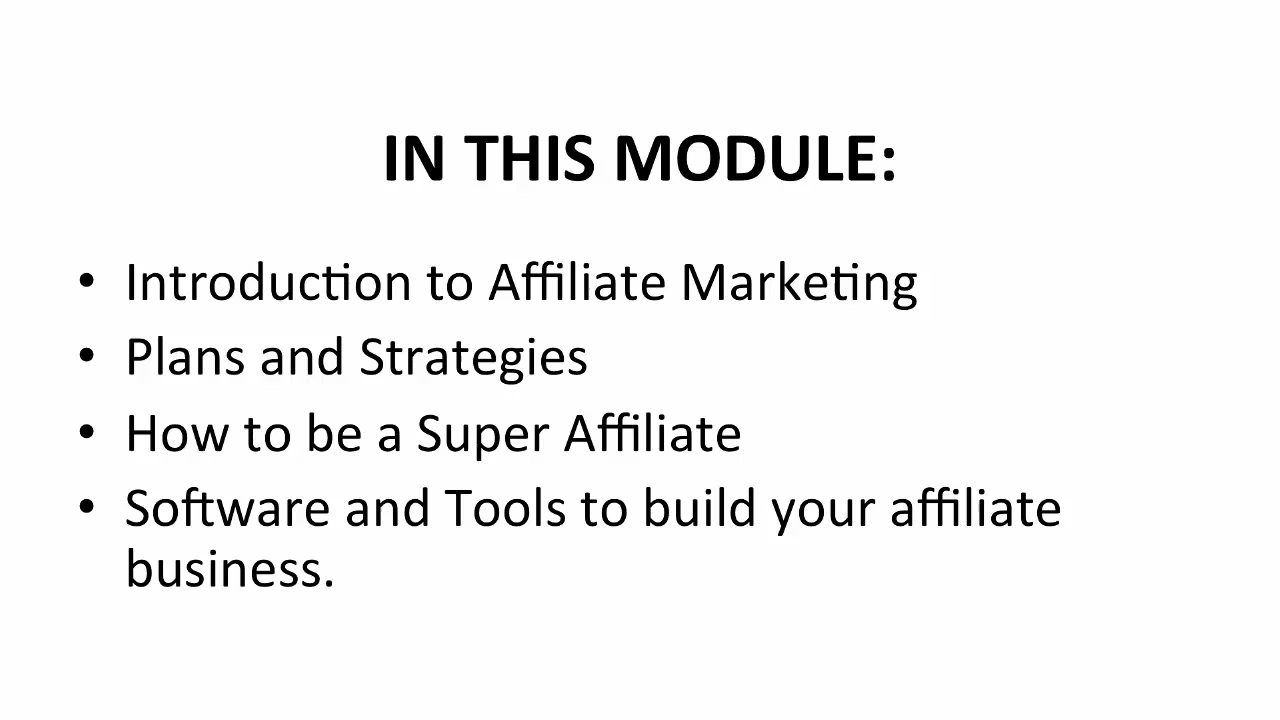 IN THIS MODULE:
• Introduction to Affiliate Marketing
• Plans and Strategies
• How to be a Super Affiliate
• Software and Tools to build your affiliate
business.